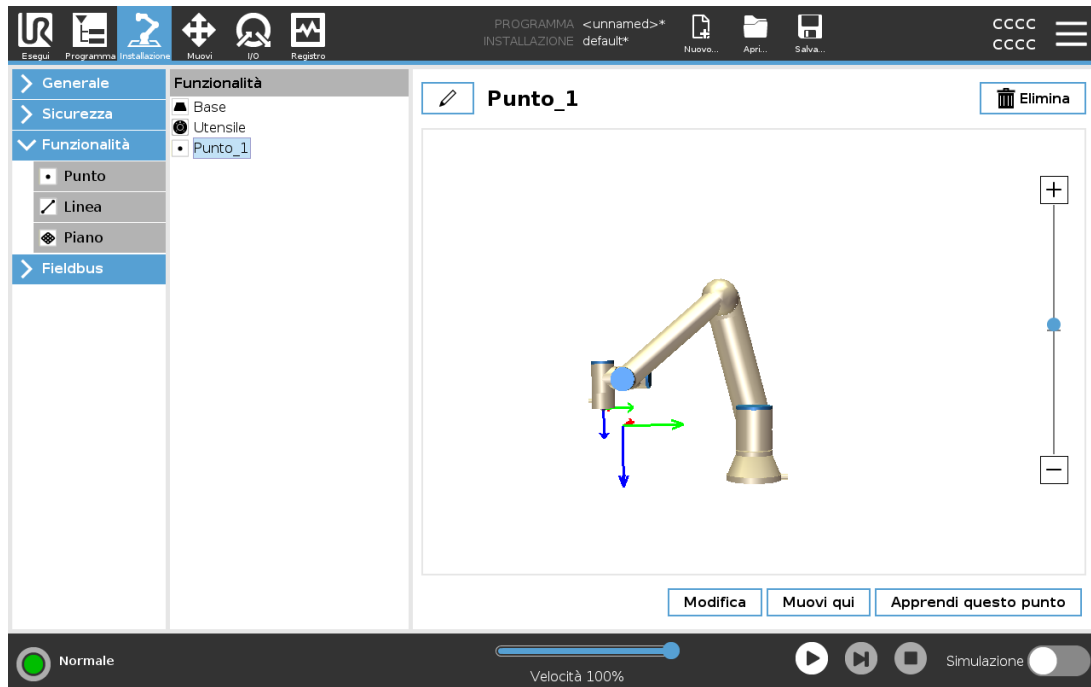 UR
Esegui
Programma
Installazione
Muovi
I/O
Registro
PROGRAMMA <unnamed>*
INSTALLAZIONE default*
Nuovo...
Apri...
Salva...
CCCC
CCCC
Generale
Sicurezza
Funzionalità
Punto
Linea
Piano
Fieldbus
Funzionalità
Base
Utensile
Punto_1
Punto_1
Elimina
Modifica
Muovi qui
Apprendi questo punto
Normale
Velocità 100%
Simulazione